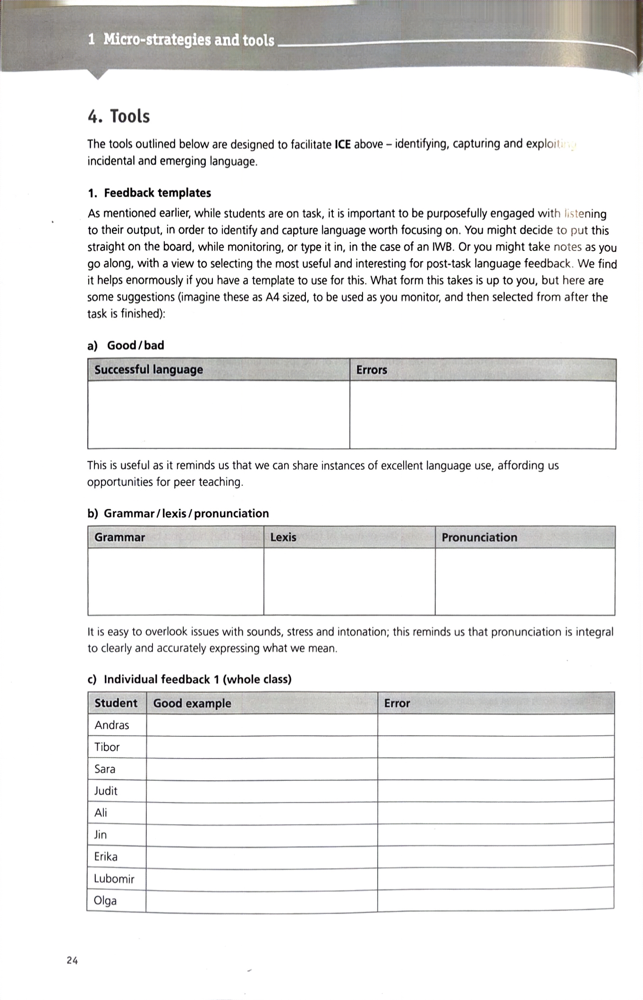 1 Micro-strategies and tools
4. Tools
The tools outlined below are designed to facilitate ICE above – identifying, capturing and exploiting
incidental and emerging language.
1. Feedback templates
As mentioned earlier, while students are on task, it is important to be purposefully engaged with listening
to their output, in order to identify and capture language worth focusing on. You might decide to put this
straight on the board, while monitoring, or type it in, in the case of an IWB. Or you might take notes as you
go along, with a view to selecting the most useful and interesting for post-task language feedback. We find
it helps enormously if you have a template to use for this. What form this takes is up to you, but here are
some suggestions (imagine these as A4 sized, to be used as you monitor, and then selected from after the
task is finished):
a) Good / bad
Successful language Errors
This is useful as it reminds us that we can share instances of excellent language use, affording us
opportunities for peer teaching.
b) Grammar / lexis / pronunciation
Grammar Lexis Pronunciation
It is easy to overlook issues with sounds, stress and intonation; this reminds us that pronunciation is integral
to clearly and accurately expressing what we mean.
c) Individual feedback 1 (whole class)
Student Good example Error
Andras
Tibor
Sara
Judit
Ali
Jin
Erika
Lubomir
Olga
24